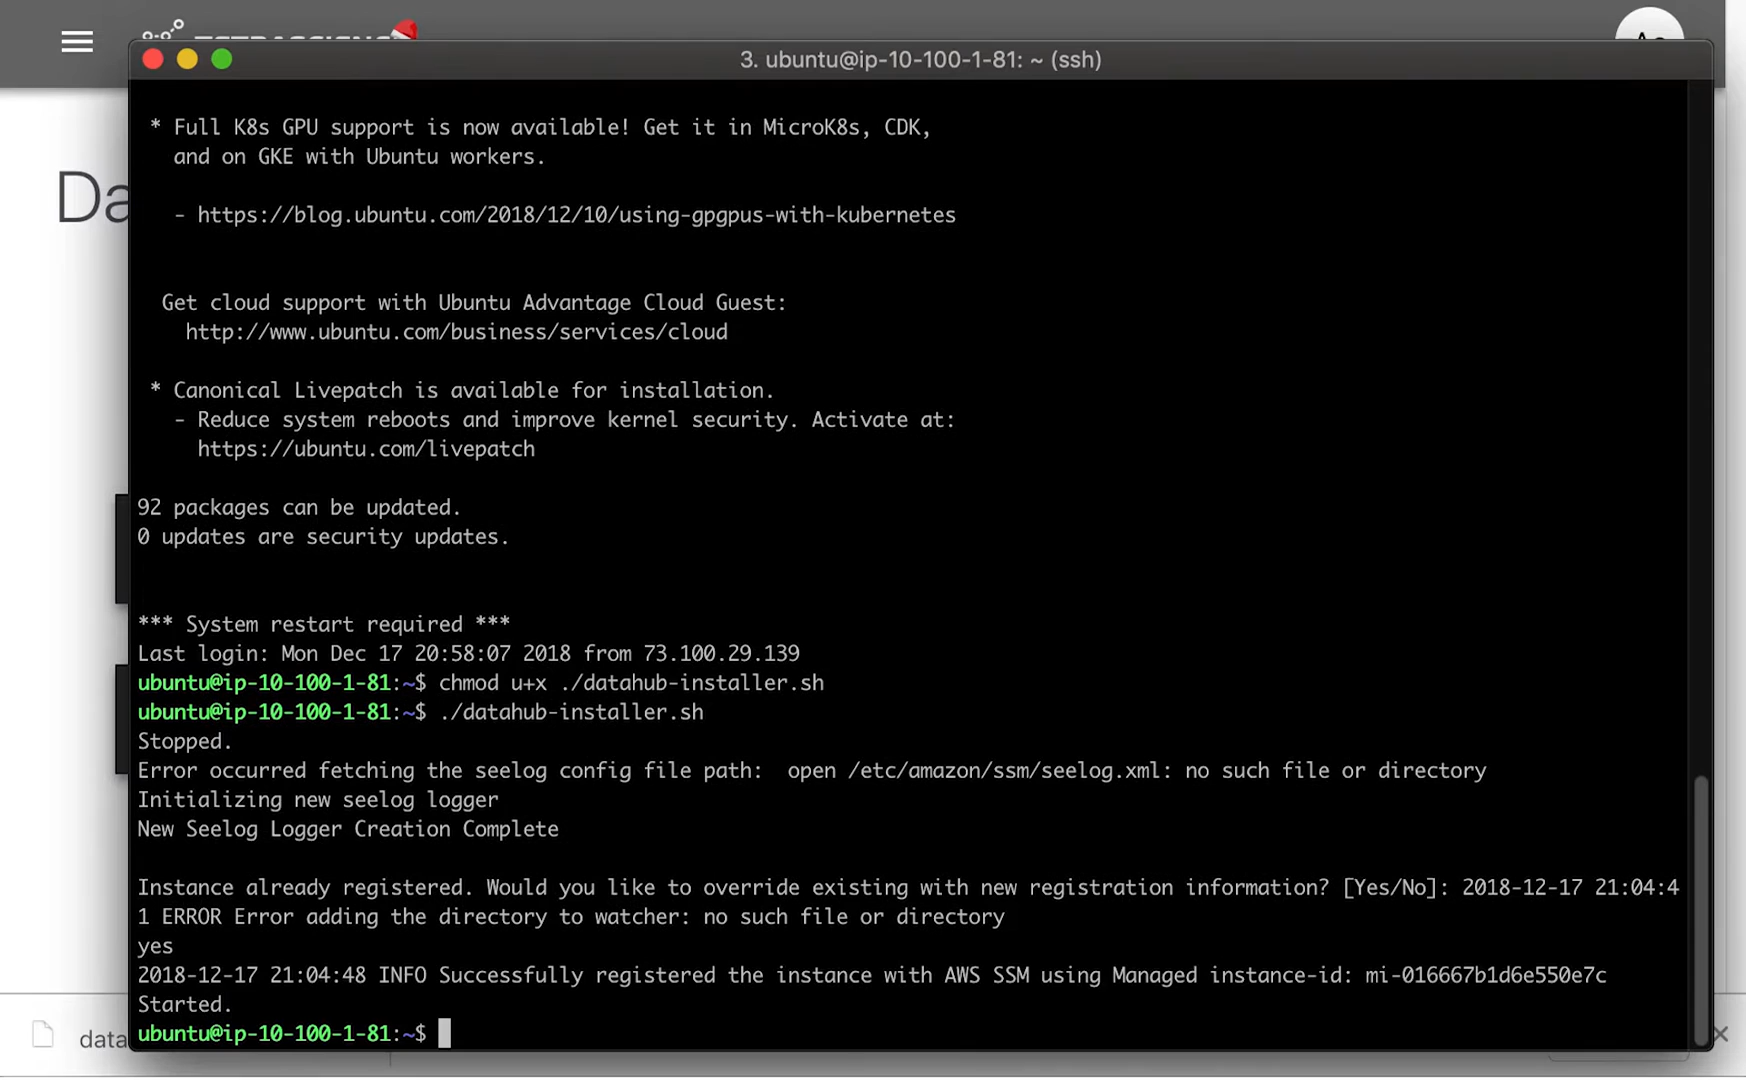 3. ubuntu@ip-10-100-1-81: ~ (ssh)
* Full K8s GPU support is now available! Get it in MicroK8s, CDK,
and on GKE with Ubuntu workers.
- https://blog.ubuntu.com/2018/12/10/using-gpgpus-with-kubernetes
Get cloud support with Ubuntu Advantage Cloud Guest:
http://www.ubuntu.com/business/services/cloud
* Canonical Livepatch is available for installation.
- Reduce system reboots and improve kernel security. Activate at:
https://ubuntu.com/livepatch
92 packages can be updated.
0 updates are security updates.
*** System restart required ***
Last login: Mon Dec 17 20:58:07 2018 from 73.100.29.139
ubuntu@ip-10-100-1-81:~$ chmod u+x ./datahub-installer.sh
ubuntu@ip-10-100-1-81:~$ ./datahub-installer.sh
Stopped.
Error occurred fetching the seelog config file path:  open /etc/amazon/ssm/seelog.xml: no such file or directory
Initializing new seelog logger
New Seelog Logger Creation Complete
Instance already registered. Would you like to override existing with new registration information? [Yes/No]: 2018-12-17 21:04:4
1 ERROR Error adding the directory to watcher: no such file or directory
yes
2018-12-17 21:04:48 INFO Successfully registered the instance with AWS SSM using Managed instance-id: mi-016667b1d6e550e7c
Started.
ubuntu@ip-10-100-1-81:~$
Da
data